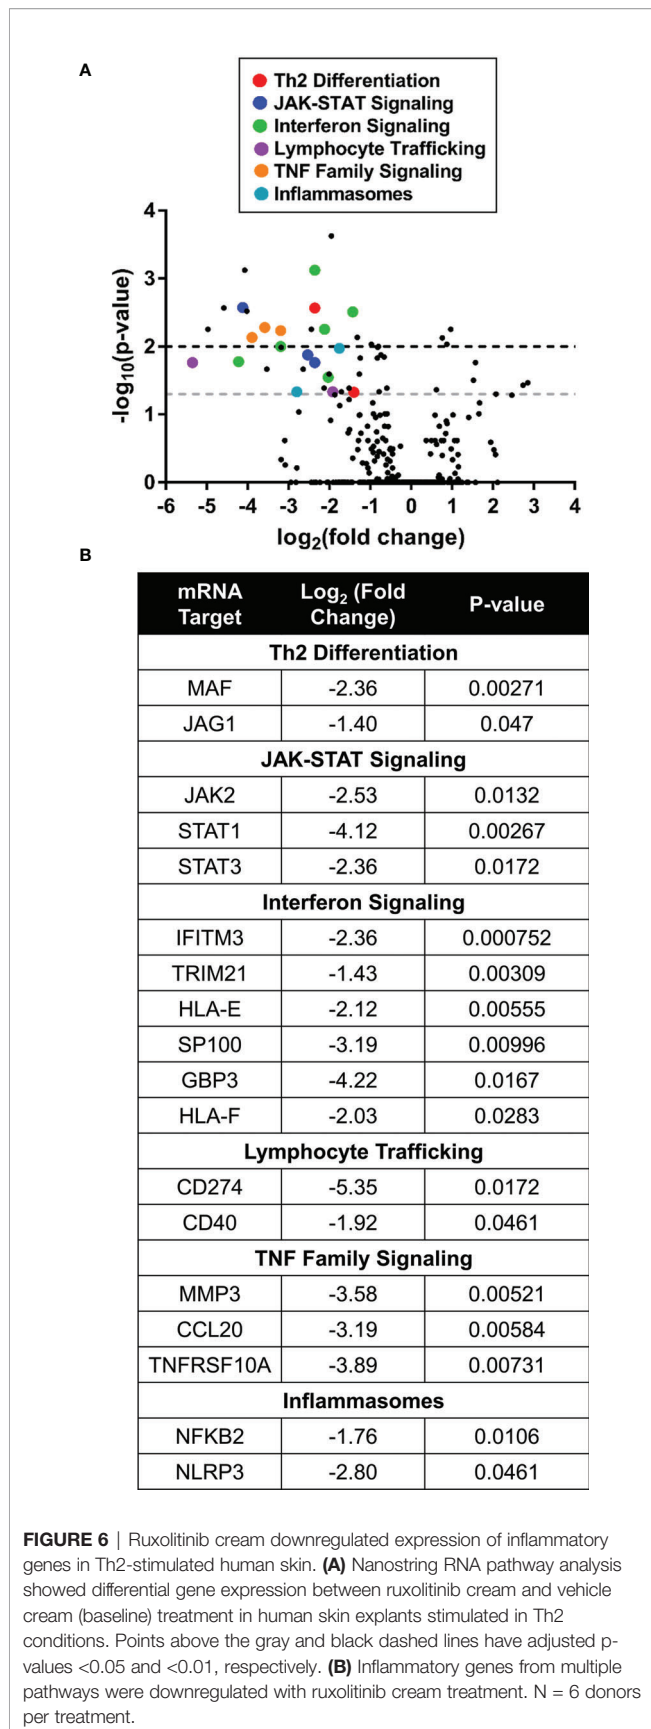 A
Th2 Differentiation
JAK-STAT Signaling
Interferon Signaling
Lymphocyte Trafficking
TNF Family Signaling
Inflammasomes
4
3
2
1
0
-log10(p-value)
-6 -5 -4 -3 -2 -1 0 1 2 3 4
log2(fold change)
B
mRNA Target Log2 (Fold Change) P-value
Th2 Differentiation
MAF -2.36 0.00271
JAG1 -1.40 0.047
JAK-STAT Signaling
JAK2 -2.53 0.0132
STAT1 -4.12 0.00267
STAT3 -2.36 0.0172
Interferon Signaling
IFITM3 -2.36 0.000752
TRIM21 -1.43 0.00309
HLA-E -2.12 0.00555
SP100 -3.19 0.00996
GBP3 -4.22 0.0167
HLA-F -2.03 0.0283
Lymphocyte Trafficking
CD274 -5.35 0.0172
CD40 -1.92 0.0461
TNF Family Signaling
MMP3 -3.58 0.00521
CCL20 -3.19 0.00584
TNFRSF10A -3.89 0.00731
Inflammasomes
NFKB2 -1.76 0.0106
NLRP3 -2.80 0.0461
FIGURE 6 | Ruxolitinib cream downregulated expression of inflammatory
genes in Th2-stimulated human skin. (A) Nanostring RNA pathway analysis
showed differential gene expression between ruxolitinib cream and vehicle
cream (baseline) treatment in human skin explants stimulated in Th2
conditions. Points above the gray and black dashed lines have adjusted p-
values <0.05 and <0.01, respectively. (B) Inflammatory genes from multiple
pathways were downregulated with ruxolitinib cream treatment. N = 6 donors
per treatment.